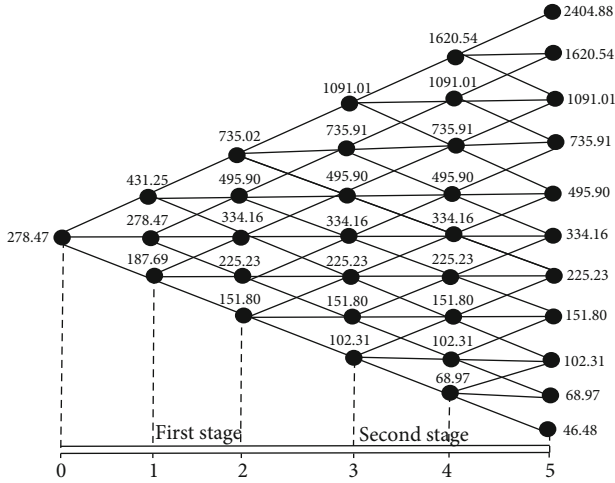 2404.88
1620.54 1620.54
1091.01 1091.01 1091.01
735.02 735.91 735.91 735.91
431.25 495.90 495.90 495.90 495.90
278.47 278.47 334.16 334.16 334.16 334.16
187.69 225.23 225.23 225.23 225.23
151.80 151.80 151.80 151.80
102.31 102.31 102.31
68.97 68.97
46.48
First stage Second stage
0 1 2 3 4 5